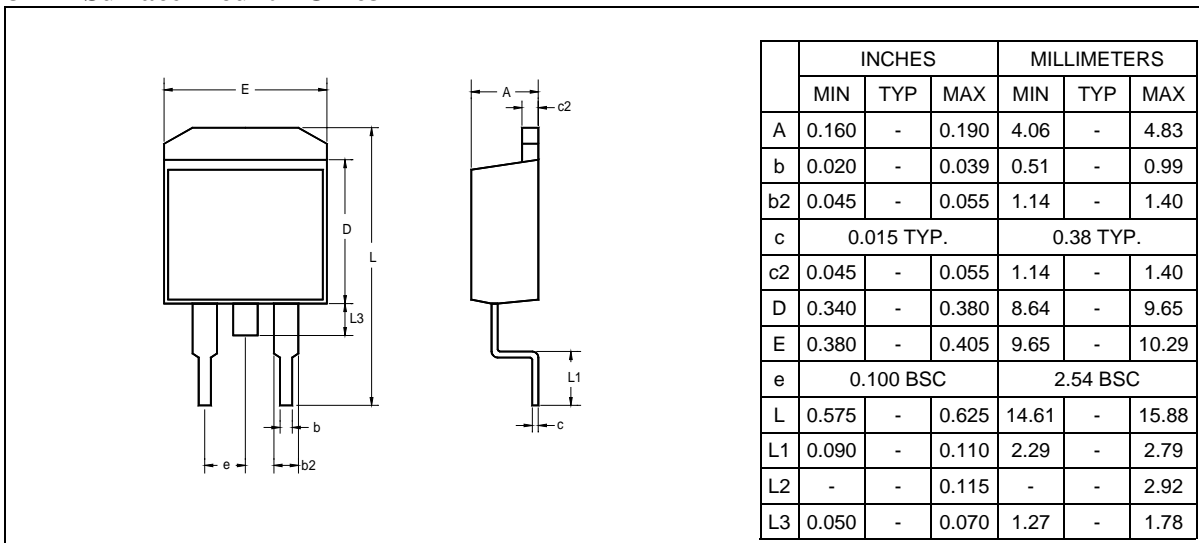 E
A
c2
D
L
L3
L1
b
c
e
b2
INCHES MILLIMETERS
MIN TYP MAX MIN TYP MAX
A 0.160 - 0.190 4.06 - 4.83
b 0.020 - 0.039 0.51 - 0.99
b2 0.045 - 0.055 1.14 - 1.40
c 0.015 TYP. 0.38 TYP.
c2 0.045 - 0.055 1.14 - 1.40
D 0.340 - 0.380 8.64 - 9.65
E 0.380 - 0.405 9.65 - 10.29
e 0.100 BSC 2.54 BSC
L 0.575 - 0.625 14.61 - 15.88
L1 0.090 - 0.110 2.29 - 2.79
L2 - - 0.115 - - 2.92
L3 0.050 - 0.070 1.27 - 1.78